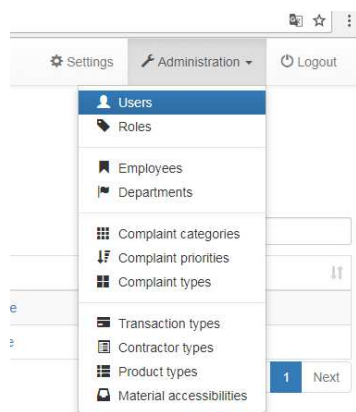 Settings Administration Logout
Users
Roles
Employees
Departments
Complaint categories
Complaint priorities
Complaint types
e
Transaction types
Contractor types
Product types
1 Next
Material accessibilities